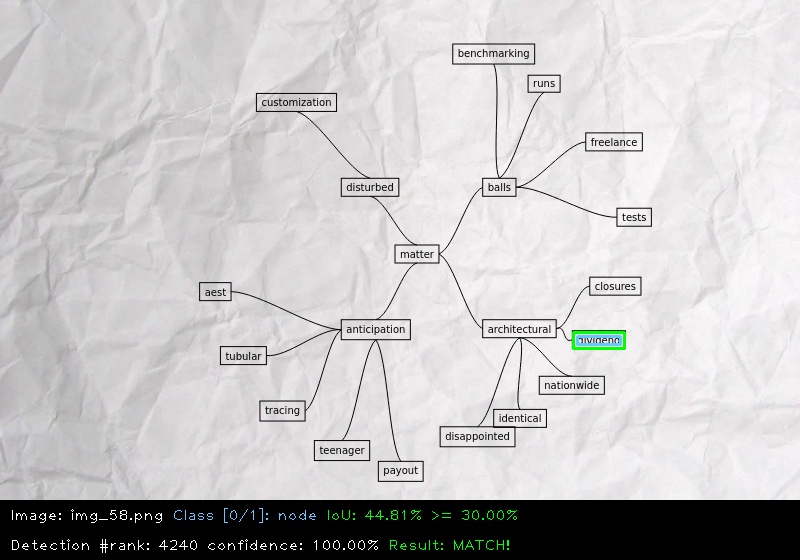 benchmarking
runs
customization
freelance
disturbed
balls
tests
matter
closures
aest
anticipation
architectural
dividend
tubular
nationwide
tracing
identical
disappointed
teenager
payout
Image: img_58.png Class [0/1]: node IoU: 44.81% >= 30.00%
Detection #rank: 4240 confidence: 100.00% Result: MATCH!